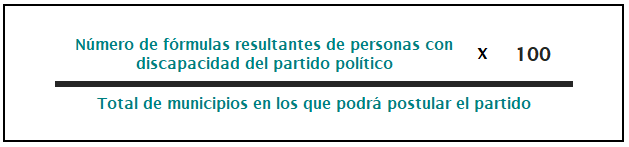 Número de fórmulas resultantes de personas con
discapacidad del partido político
X 100
Total de municipios en los que podrá postular el partido